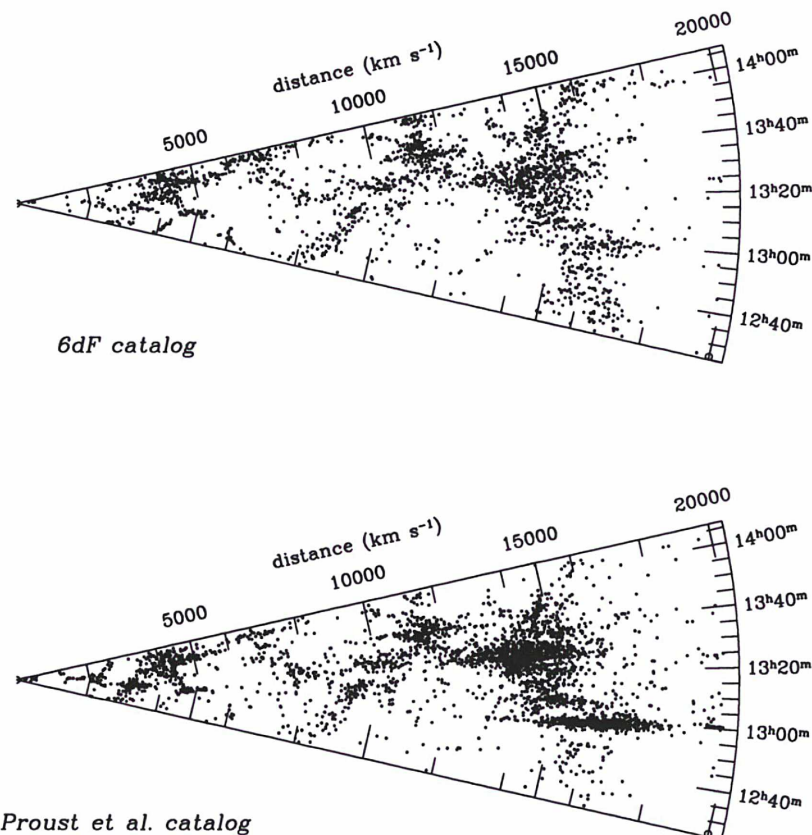 20000
14ʰ00ᵐ
distance (km s⁻¹)
15000
10000
13ʰ40ᵐ
5000
13ʰ20ᵐ
13ʰ00ᵐ
12ʰ40ᵐ
6dF catalog
20000
14ʰ00ᵐ
distance (km s⁻¹)
15000
10000
13ʰ40ᵐ
5000
13ʰ20ᵐ
13ʰ00ᵐ
12ʰ40ᵐ
Proust et al. catalog